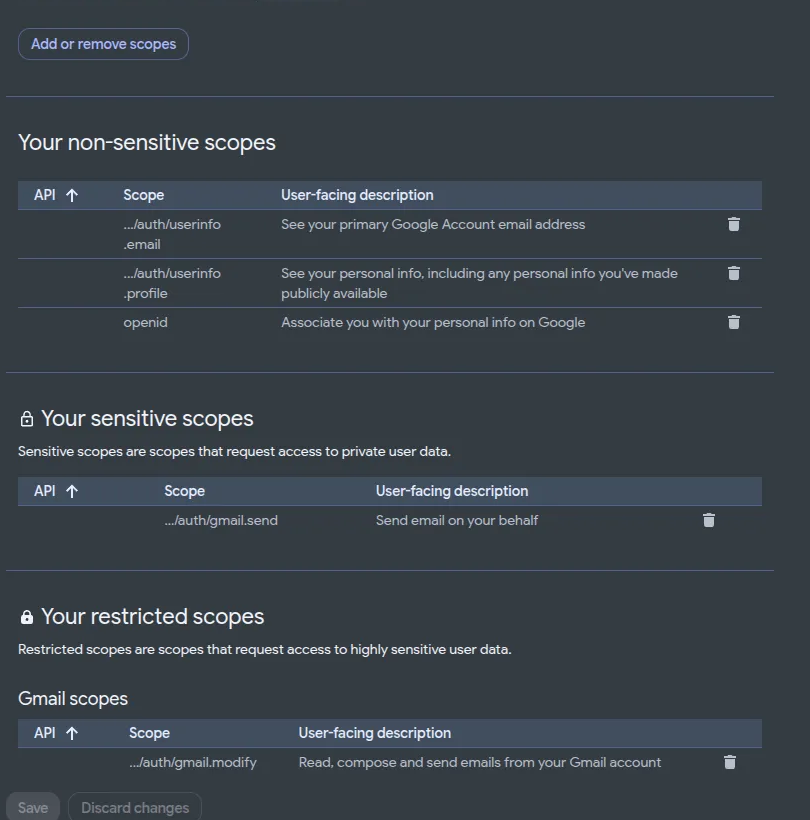 Add or remove scopes
Your non-sensitive scopes
API ↑ Scope User-facing description
.../auth/userinfo See your primary Google Account email address
.email
.../auth/userinfo See your personal info, including any personal info you've made
.profile publicly available
openid Associate you with your personal info on Google
Your sensitive scopes
Sensitive scopes are scopes that request access to private user data.
API ↑ Scope User-facing description
.../auth/gmail.send Send email on your behalf
Your restricted scopes
Restricted scopes are scopes that request access to highly sensitive user data.
Gmail scopes
API ↑ Scope User-facing description
.../auth/gmail.modify Read, compose and send emails from your Gmail account
Save Discard changes